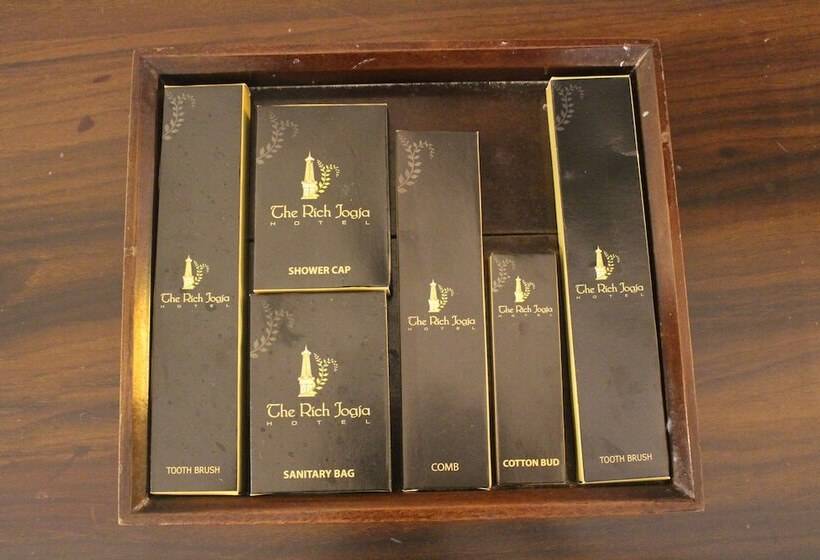 The Rich Jogja
HOTEL
TOOTH BRUSH
The Rich Jogja
HOTEL
SHOWER CAP
The Rich Jogja
HOTEL
SANITARY BAG
The Rich Jogja
HOTEL
COMB
The Rich Jogja
HOTEL
COTTON BUD
The Rich Jogja
HOTEL
TOOTH BRUSH